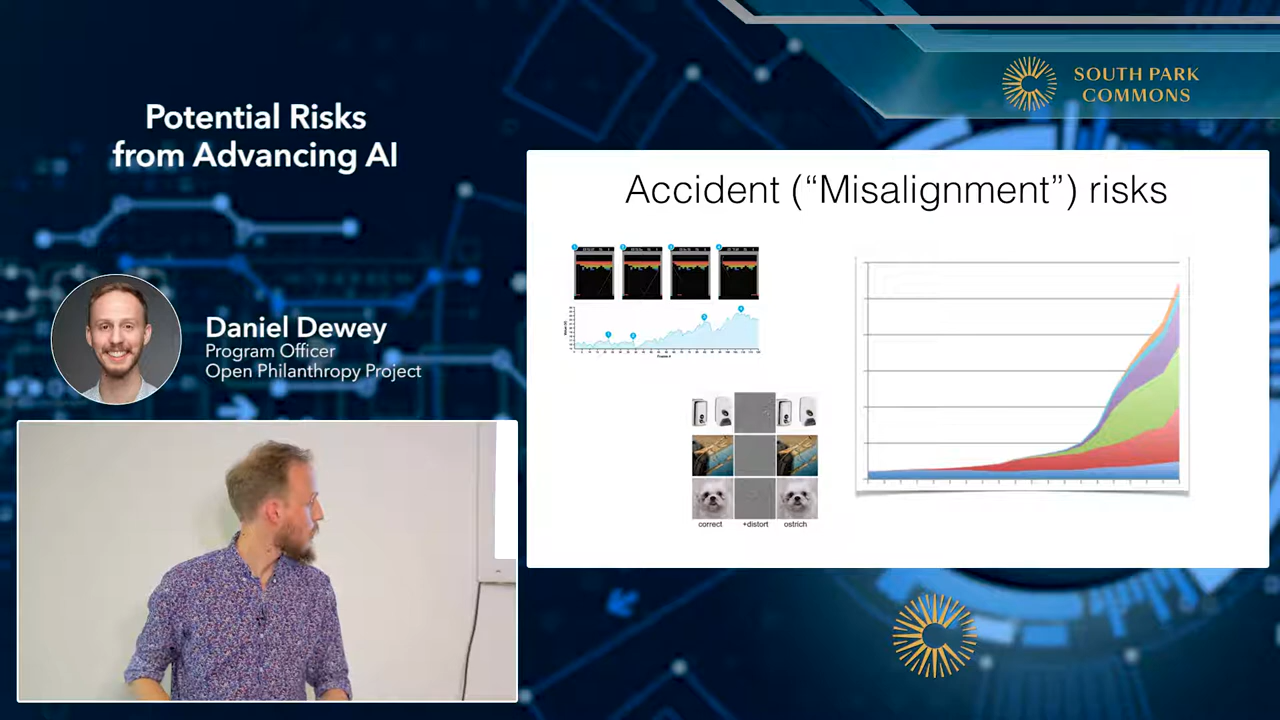 SOUTH PARK
COMMONS
Potential Risks
from Advancing AI
Daniel Dewey
Program Officer
Open Philanthropy Project
Accident (“Misalignment”) risks
correct +distort ostrich